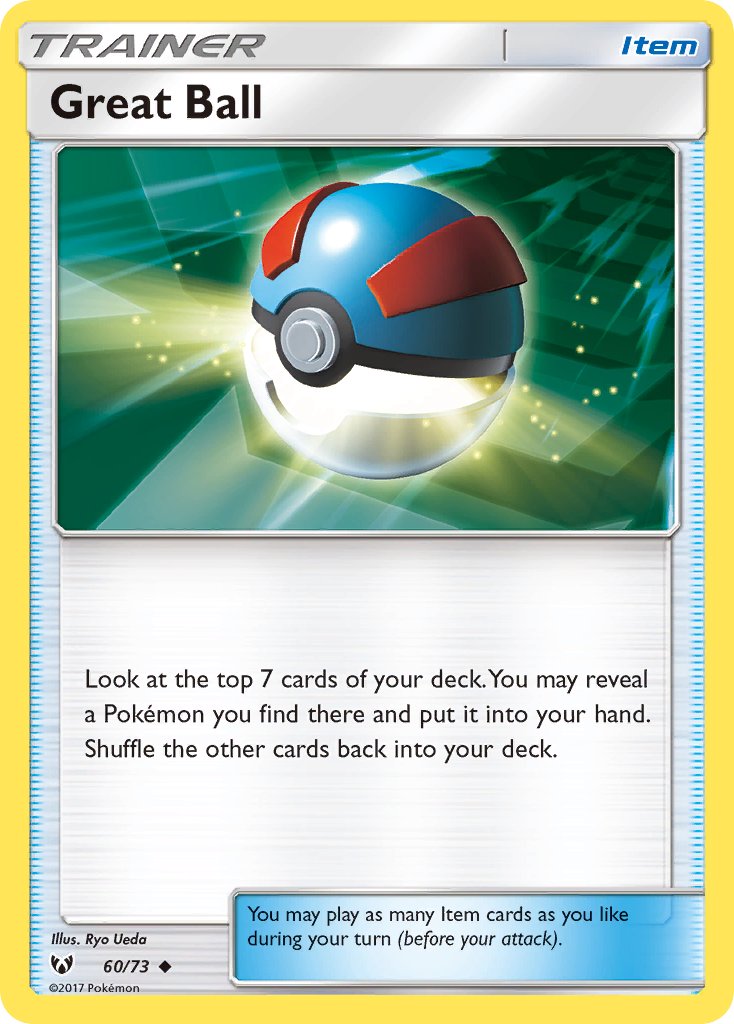 TRAINER
Item
Great Ball
Look at the top 7 cards of your deck. You may reveal
a Pokémon you find there and put it into your hand.
Shuffle the other cards back into your deck.
You may play as many Item cards as you like
during your turn (before your attack).
Illus. Ryo Ueda
60/73 ◆
©2017 Pokémon